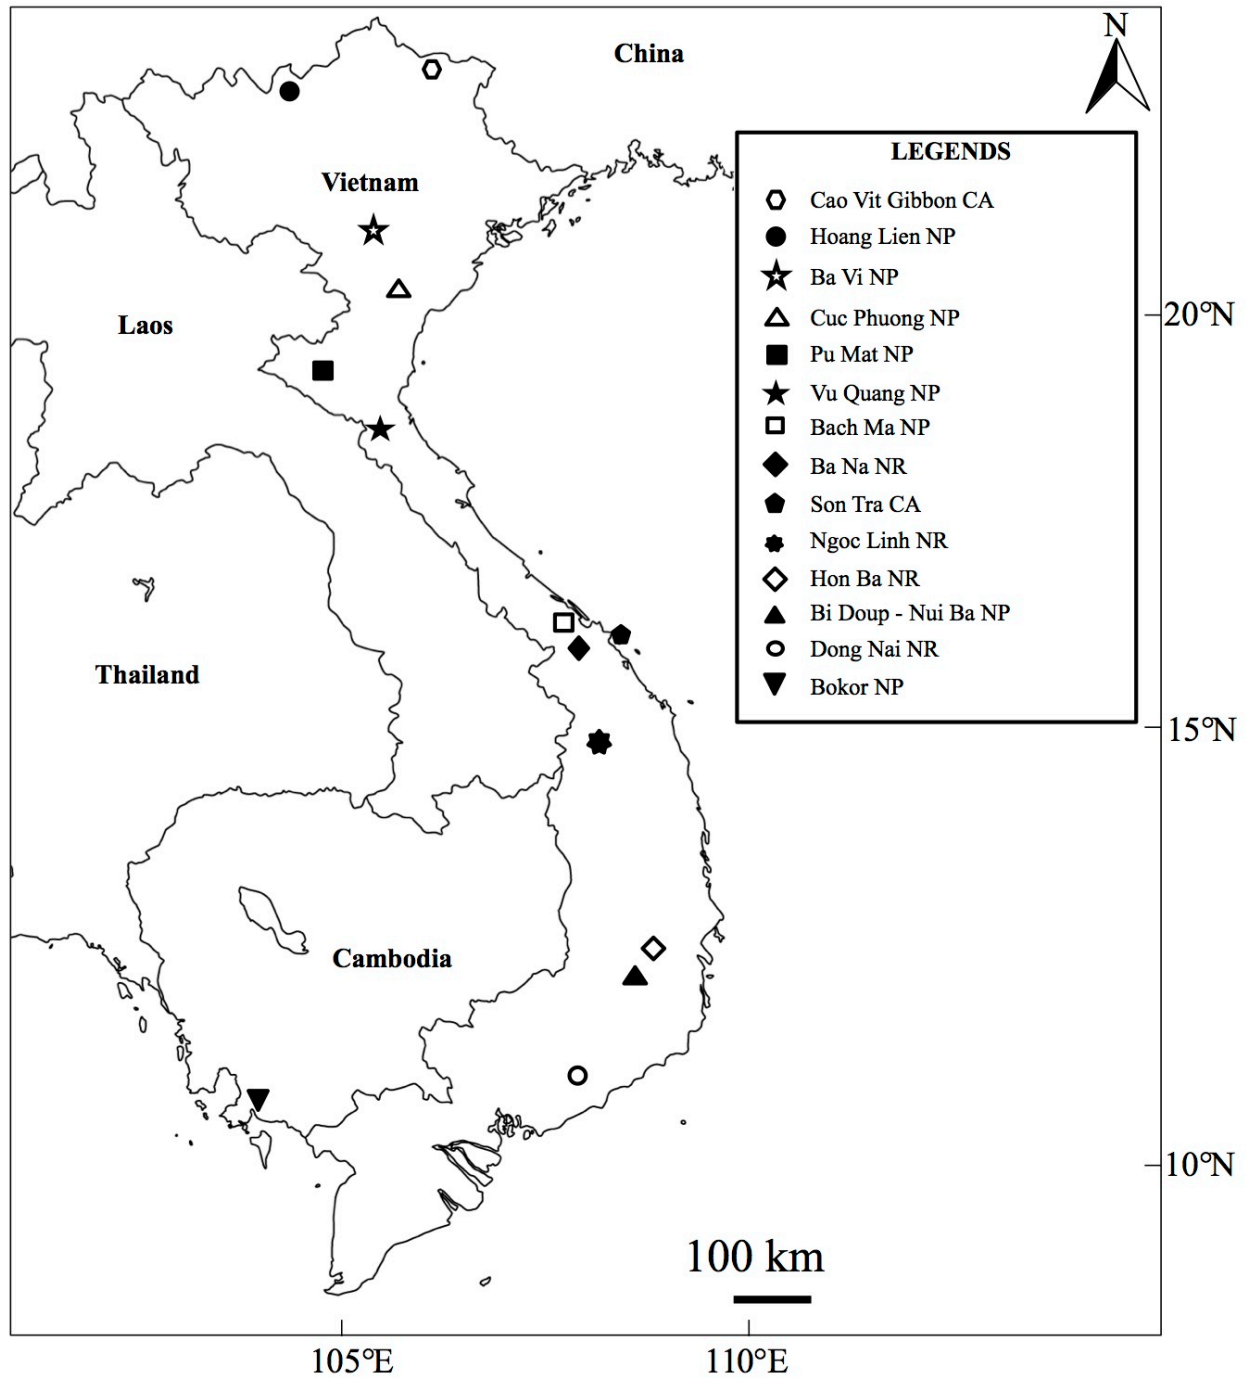 N
China
LEGENDS
Vietnam
Cao Vit Gibbon CA
Hoang Lien NP
Ba Vi NP
Cuc Phuong NP
20°N
Laos
Pu Mat NP
Vu Quang NP
Bach Ma NP
Ba Na NR
Son Tra CA
Ngoc Linh NR
Hon Ba NR
Bi Doup - Nui Ba NP
Dong Nai NR
Thailand
Bokor NP
15°N
Cambodia
10°N
100 km
105°E
110°E